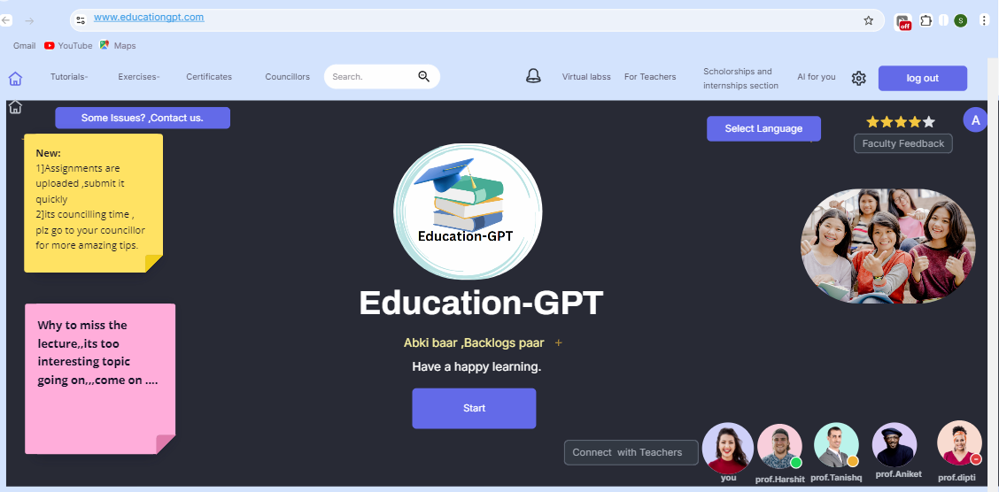 www.educationgpt.com
off
S
Gmail YouTube Maps
Tutorials- Exercises- Certificates Councillors Search. Virtual labss For Teachers Scholorships and internships section AI for you log out
Some Issues? ,Contact us.
Select Language
Faculty Feedback
A
New:
1]Assignments are
uploaded ,submit it
quickly
2]its councilling time ,
plz go to your councillor
for more amazing tips.
Education-GPT
Education-GPT
Why to miss the
lecture,,its too
interesting topic
going on,,,come on ....
Abki baar ,Backlogs paar +
Have a happy learning.
Start
Connect with Teachers
you prof.Harshit prof.Tanishq prof.Aniket prof.dipti